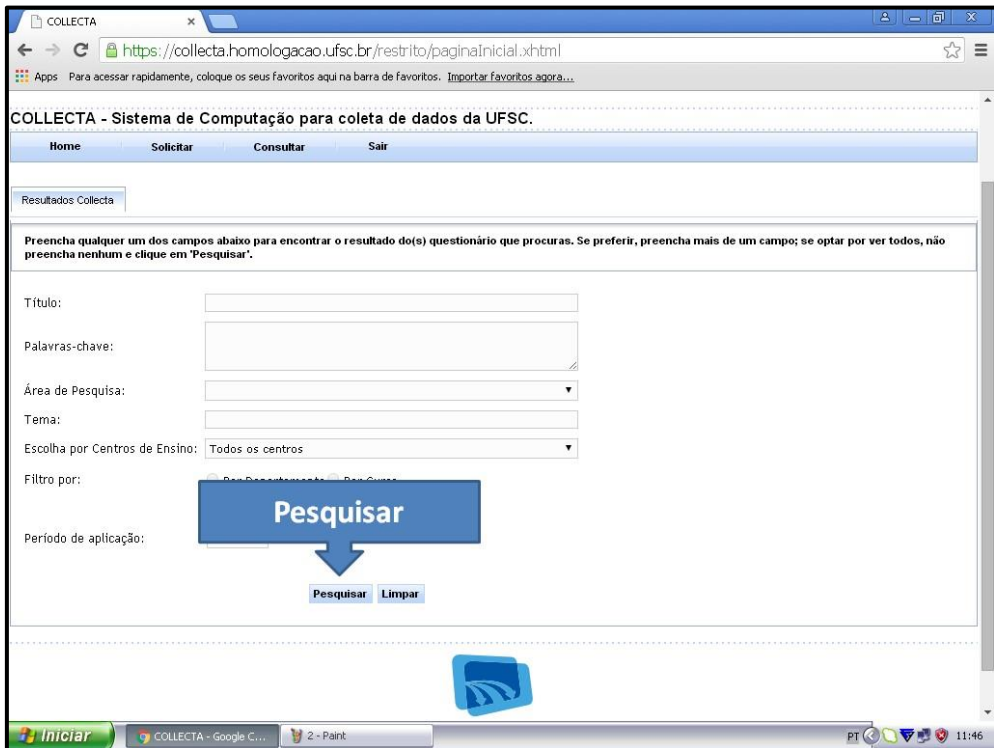 COLLECTA
https://collecta.homologacao.ufsc.br/restrito/paginaInicial.xhtml
Apps Para acessar rapidamente, coloque os seus favoritos aqui na barra de favoritos. Importar favoritos agora...
COLLECTA - Sistema de Computação para coleta de dados da UFSC.
Home Solicitar Consultar Sair
Resultados Collecta
Preencha qualquer um dos campos abaixo para encontrar o resultado do(s) questionário que procuras. Se preferir, preencha mais de um campo; se optar por ver todos, não
preencha nenhum e clique em 'Pesquisar'.
Título:
Palavras-chave:
Área de Pesquisa:
Tema:
Escolha por Centros de Ensino: Todos os centros
Filtro por: Por Departamento Por Curso
Pesquisar
Período de aplicação:
Pesquisar Limpar
Iniciar COLLECTA - Google C... 2 - Paint PT 11:46